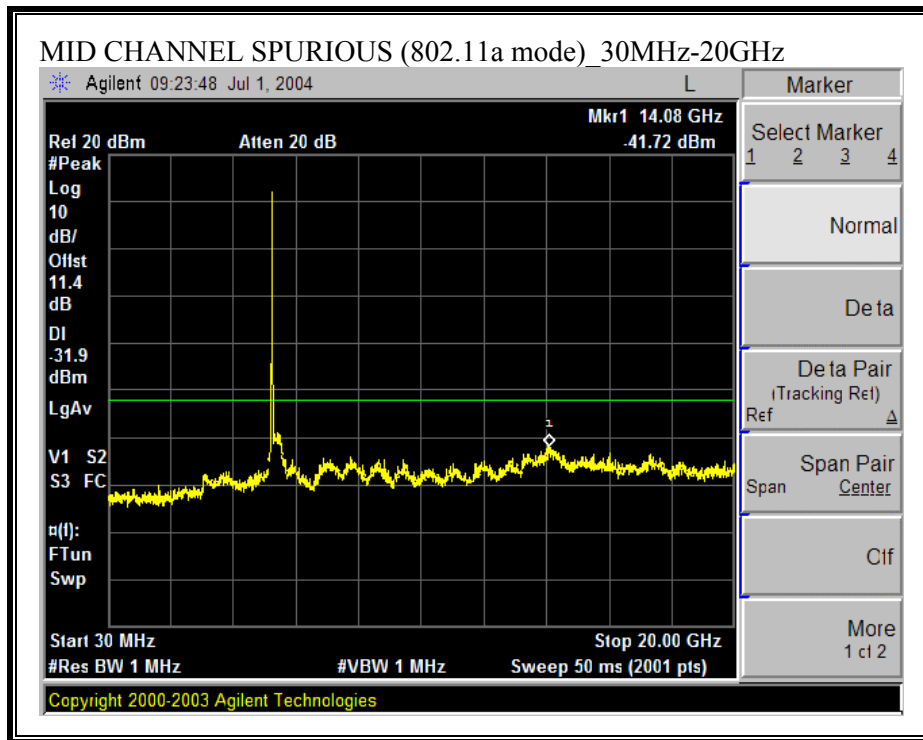 MID CHANNEL SPURIOUS (802.11a mode)_30MHz-20GHz
Agilent 09:23:48 Jul 1, 2004 L
Mkr1 14.08 GHz
Ref 20 dBm Atten 20 dB -41.72 dBm
#Peak
Log
10
dB/
Offst
11.4
dB
DI
-31.9
dBm
LgAv
V1 S2
S3 FC
¤(f):
FTun
Swp
1
Start 30 MHz Stop 20.00 GHz
#Res BW 1 MHz #VBW 1 MHz Sweep 50 ms (2001 pts)
Copyright 2000-2003 Agilent Technologies
Marker
Select Marker
1 2 3 4
Normal
Delta
Delta Pair
(Tracking Ref)
Ref Δ
Span Pair
Span Center
Off
More
1 of 2